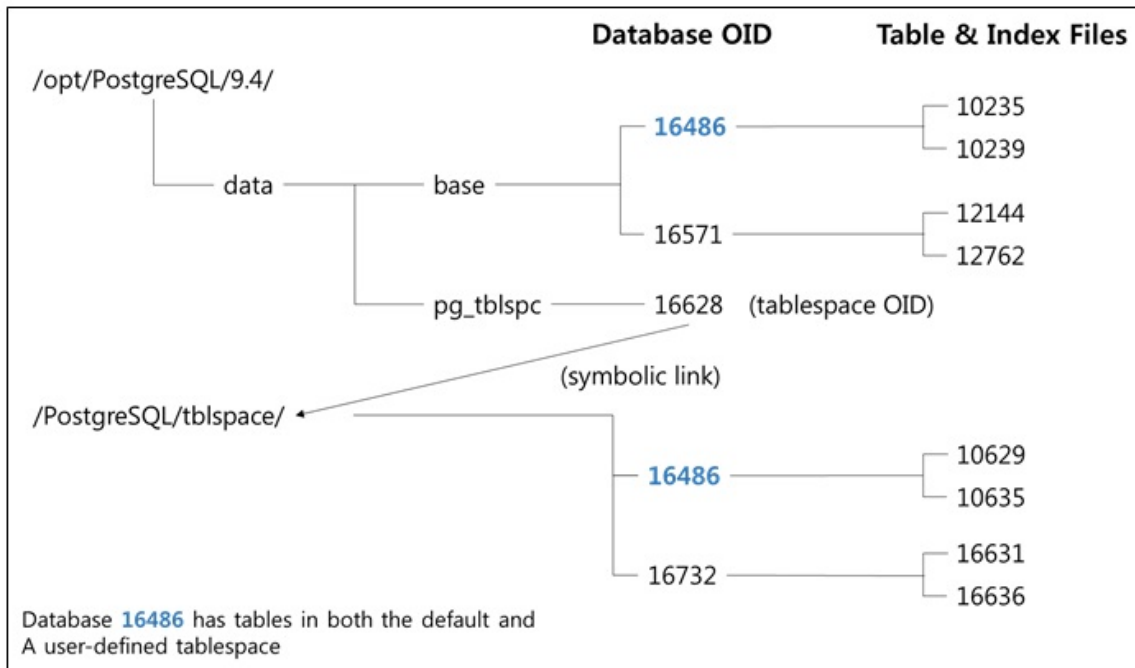 Database OID Table & Index Files
/opt/PostgreSQL/9.4/
10235
16486
10239
data base
12144
16571
12762
pg_tblspc 16628 (tablespace OID)
(symbolic link)
/PostgreSQL/tblspace/
10629
16486
10635
16631
16732
16636
Database 16486 has tables in both the default and
A user-defined tablespace